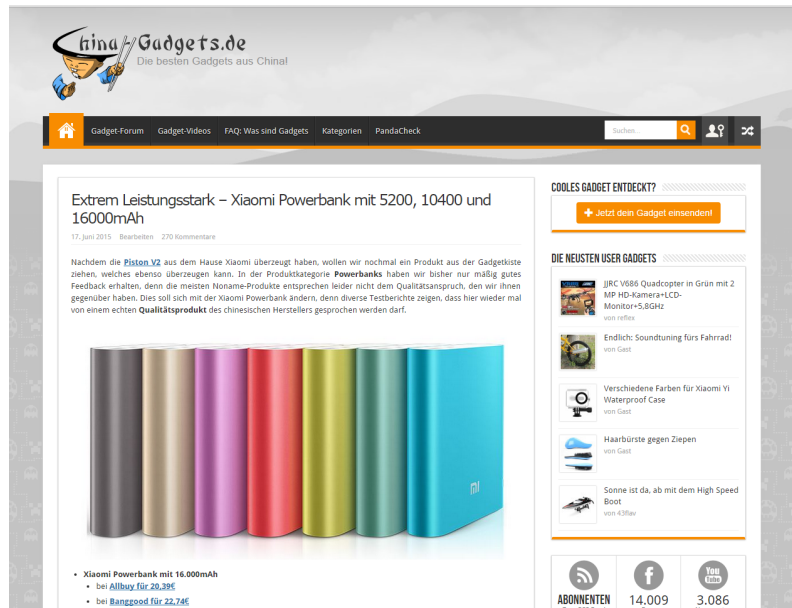 China-Gadgets.de
Die besten Gadgets aus China!
Gadget-Forum Gadget-Videos FAQ: Was sind Gadgets Kategorien PandaCheck
Suchen ...
Extrem Leistungsstark – Xiaomi Powerbank mit 5200, 10400 und
16000mAh
17. Juni 2015 Bearbeiten 270 Kommentare
Nachdem die Piston V2 aus dem Hause Xiaomi überzeugt haben, wollen wir nochmal ein Produkt aus der Gadgetkiste
ziehen, welches ebenso überzeugen kann. In der Produktkategorie Powerbanks haben wir bisher nur mäßig gutes
Feedback erhalten, denn die meisten Noname-Produkte entsprechen leider nicht dem Qualitätsanspruch, den wir ihnen
gegenüber haben. Dies soll sich mit der Xiaomi Powerbank ändern, denn diverse Testberichte zeigen, dass hier wieder mal
von einem echten Qualitätsprodukt des chinesischen Herstellers gesprochen werden darf.
mi
Xiaomi Powerbank mit 16.000mAh
bei Allbuy für 20,39€
bei Banggood für 22,74€
COOLES GADGET ENTDECKT?
Jetzt dein Gadget einsenden!
DIE NEUSTEN USER GADGETS
JJRC V686 Quadcopter in Grün mit 2
MP HD-Kamera+LCD-
Monitor+5,8GHz
von reflex
Endlich: Soundtuning fürs Fahrrad!
von Gast
Verschiedene Farben für Xiaomi Yi
Waterproof Case
von Gast
Haarbürste gegen Ziepen
von Gast
Sonne ist da, ab mit dem High Speed
Boot
von 43flav
You
Tube
ABONNENTEN 14.009 3.086